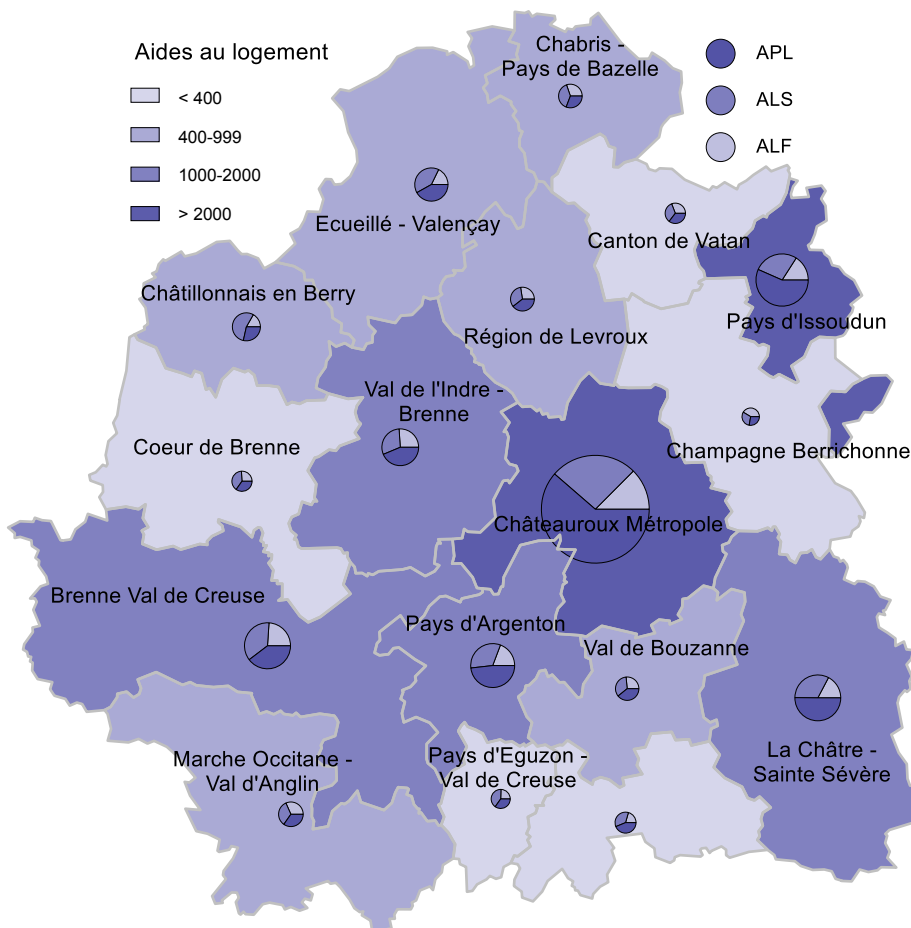 Aides au logement
< 400
400-999
1000-2000
> 2000
APL
ALS
ALF
Chabris -
Pays de Bazelle
Ecueillé - Valençay
Canton de Vatan
Châtillonnais en Berry
Région de Levroux
Pays d'Issoudun
Val de l'Indre -
Brenne
Coeur de Brenne
Champagne Berrichonne
Châteauroux Métropole
Brenne Val de Creuse
Pays d'Argenton
Val de Bouzanne
Marche Occitane -
Val d'Anglin
Pays d'Eguzon -
Val de Creuse
La Châtre -
Sainte Sévère